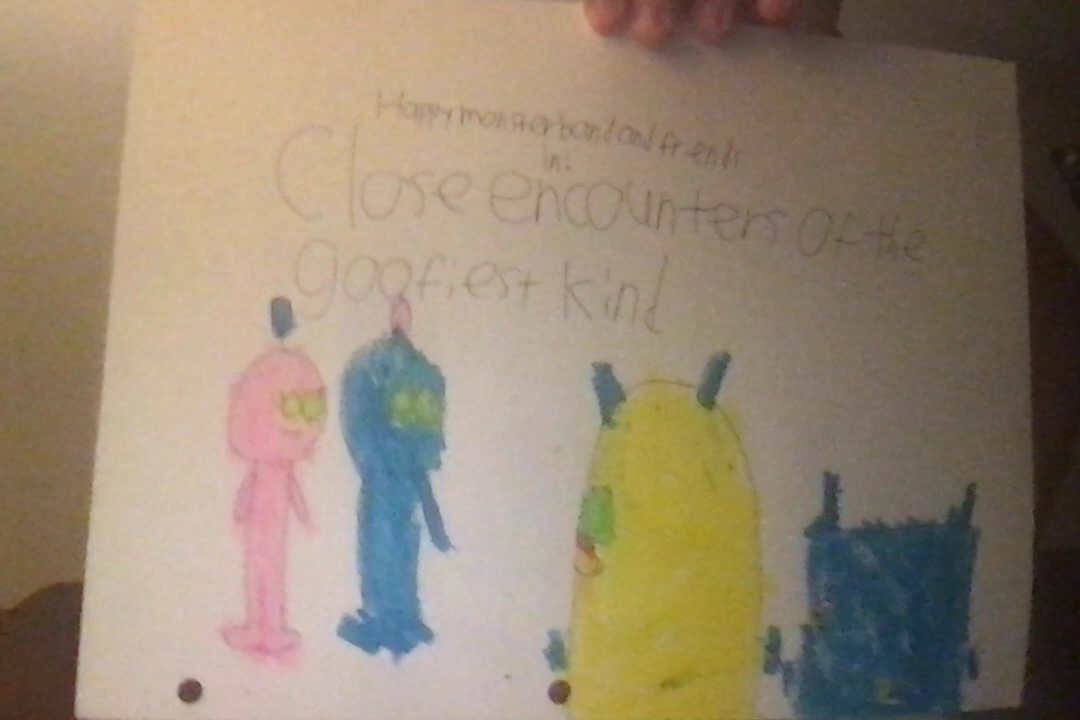 Happy monster band and friends
In:
Close encounters of the
goofiest kind